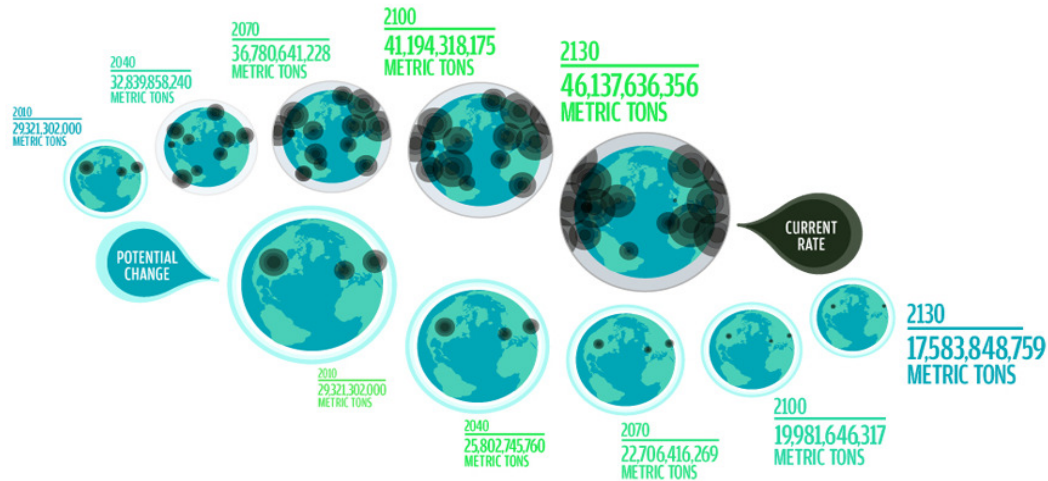 2010
29,321,302,000
METRIC TONS
2040
32,839,858,240
METRIC TONS
2070
36,780,641,228
METRIC TONS
2100
41,194,318,175
METRIC TONS
2130
46,137,636,356
METRIC TONS
CURRENT
RATE
POTENTIAL
CHANGE
2010
29,321,302,000
METRIC TONS
2040
25,802,745,760
METRIC TONS
2070
22,706,416,269
METRIC TONS
2100
19,981,646,317
METRIC TONS
2130
17,583,848,759
METRIC TONS